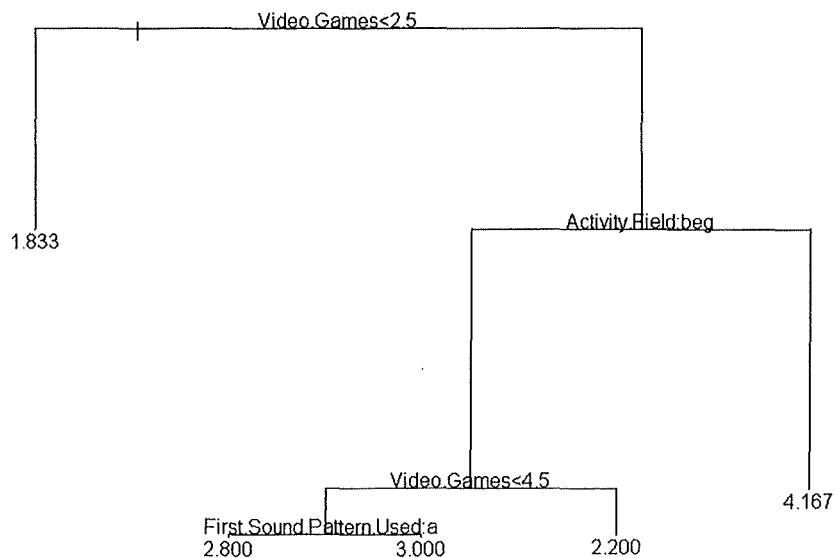 Video.Games<2.5
Activity.Field:beg
1.833
Video.Games<4.5
4.167
First.Sound.Pattern.Used:a
2.800
3.000
2.200